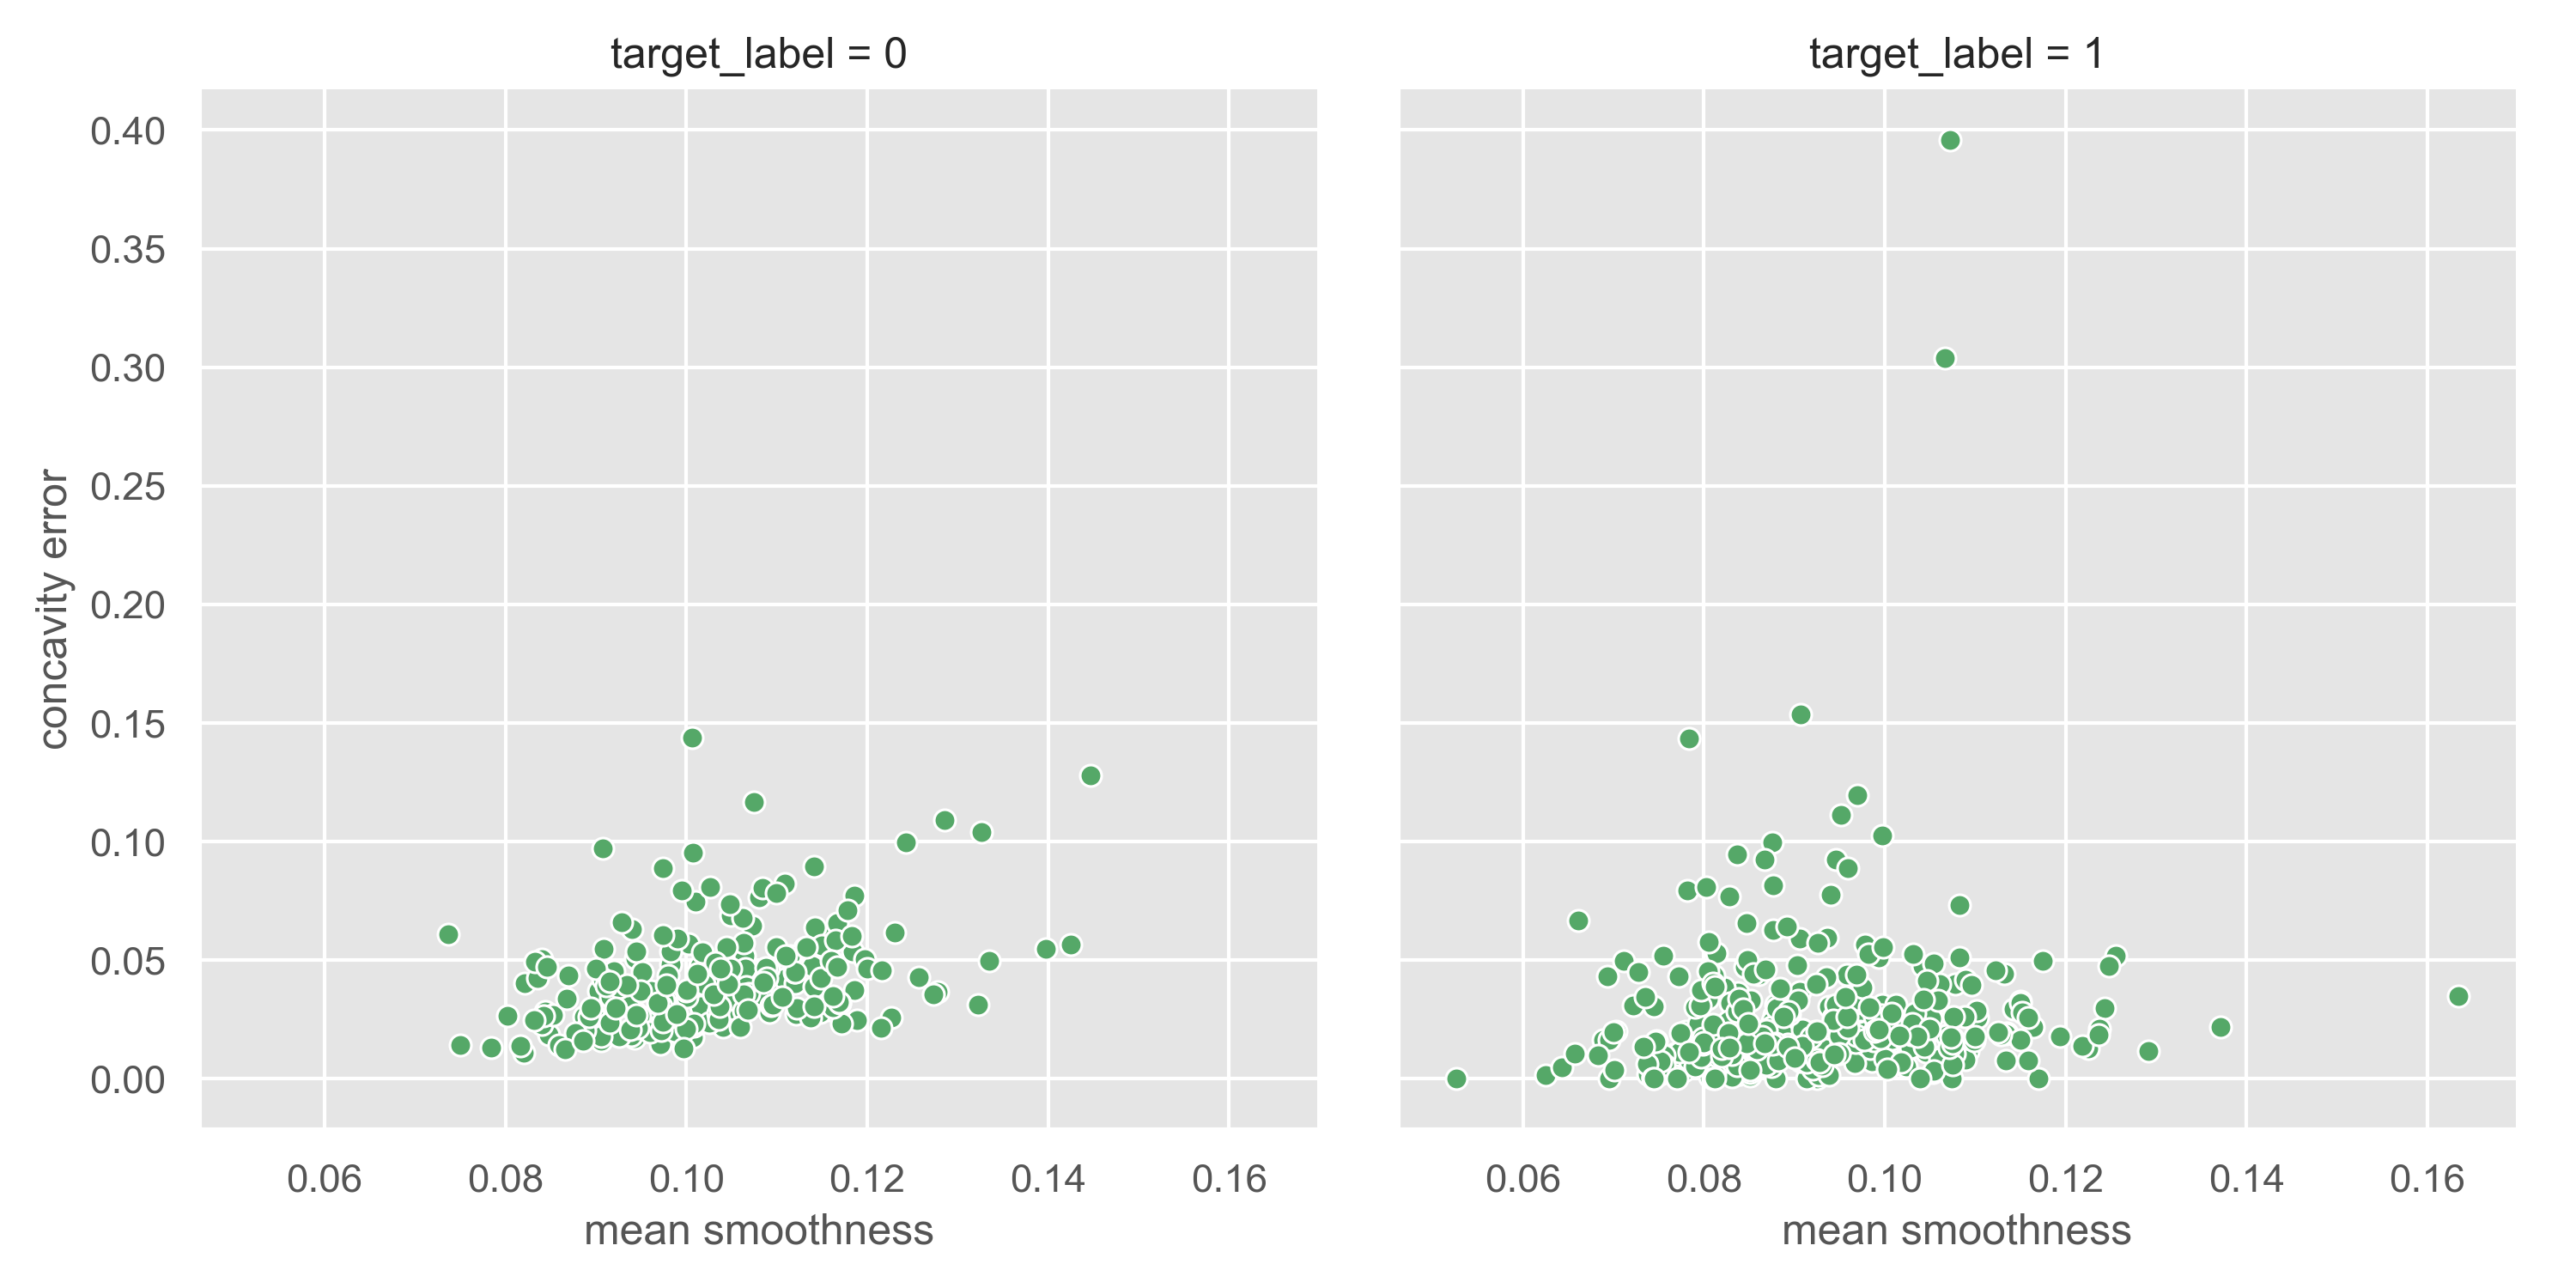 target_label = 0
target_label = 1
concavity error
0.40
0.35
0.30
0.25
0.20
0.15
0.10
0.05
0.00
0.06 0.08 0.10 0.12 0.14 0.16
0.06 0.08 0.10 0.12 0.14 0.16
mean smoothness
mean smoothness